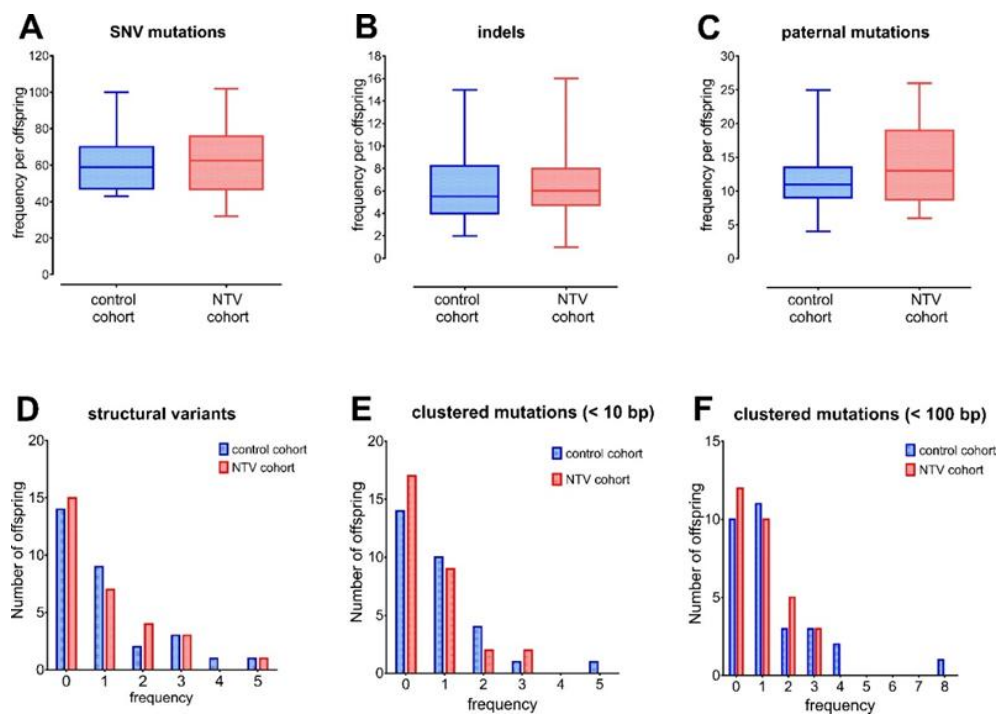 A
SNV mutations
frequency per offspring
120
100
80
60
40
20
0
control
cohort
NTV
cohort
B
indels
frequency per offspring
18
16
14
12
10
8
6
4
2
0
control
cohort
NTV
cohort
C
paternal mutations
frequency per offspring
30
25
20
15
10
5
0
control
cohort
NTV
cohort
D
structural variants
control cohort
NTV cohort
Number of offspring
20
15
10
5
0
0 1 2 3 4 5
frequency
E
clustered mutations (< 10 bp)
control cohort
NTV cohort
Number of offspring
20
15
10
5
0
0 1 2 3 4 5
frequency
F
clustered mutations (< 100 bp)
control cohort
NTV cohort
Number of offspring
15
10
5
0
0 1 2 3 4 5 6 7 8
frequency